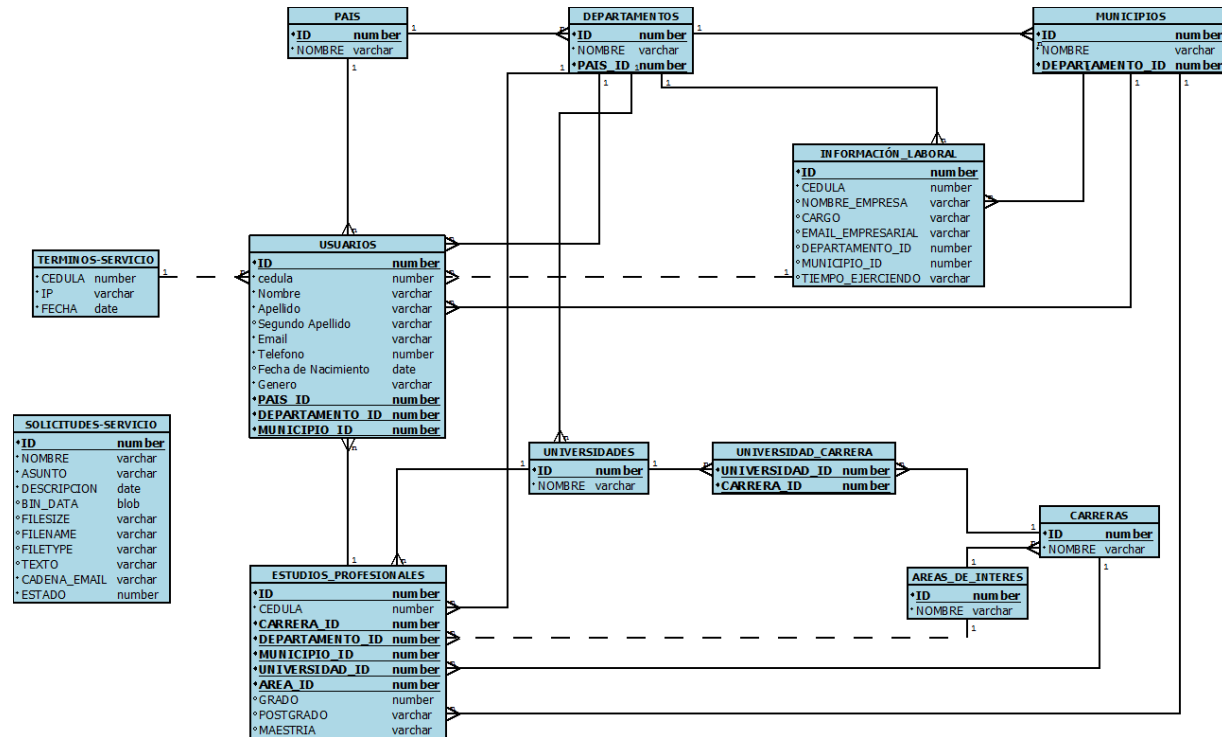 PAIS
ID number
NOMBRE varchar
DEPARTAMENTOS
ID number
NOMBRE varchar
PAIS_ID number
MUNICIPIOS
ID number
NOMBRE varchar
DEPARTAMENTO_ID number
INFORMACIÓN_LABORAL
ID number
CEDULA number
NOMBRE_EMPRESA varchar
CARGO varchar
EMAIL_EMPRESARIAL varchar
DEPARTAMENTO_ID number
MUNICIPIO_ID number
TIEMPO_EJERCIENDO varchar
TERMINOS-SERVICIO
CEDULA number
IP varchar
FECHA date
USUARIOS
ID number
cedula number
Nombre varchar
Apellido varchar
Segundo Apellido varchar
Email varchar
Telefono number
Fecha de Nacimiento date
Genero varchar
PAIS_ID number
DEPARTAMENTO_ID number
MUNICIPIO_ID number
SOLICITUDES-SERVICIO
ID number
NOMBRE varchar
ASUNTO varchar
DESCRIPCION date
BIN_DATA blob
FILESIZE varchar
FILENAME varchar
FILETYPE varchar
TEXTO varchar
CADENA_EMAIL varchar
ESTADO number
UNIVERSIDADES
ID number
NOMBRE varchar
UNIVERSIDAD_CARRERA
UNIVERSIDAD_ID number
CARRERA_ID number
CARRERAS
ID number
NOMBRE varchar
AREAS_DE_INTERES
ID number
NOMBRE varchar
ESTUDIOS_PROFESIONALES
ID number
CEDULA number
CARRERA_ID number
DEPARTAMENTO_ID number
MUNICIPIO_ID number
UNIVERSIDAD_ID number
AREA_ID number
GRADO number
POSTGRADO varchar
MAESTRIA varchar